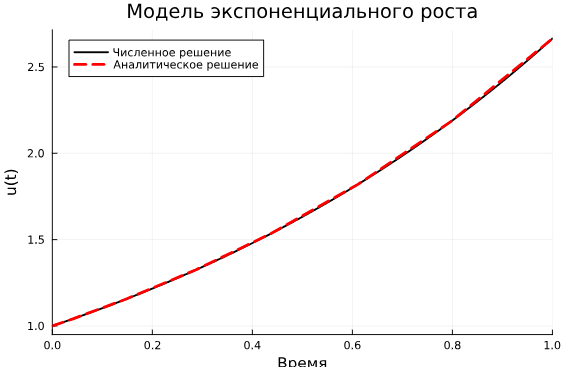 Модель экспоненциального роста
Численное решение
Аналитическое решение
u(t)
2.5
2.0
1.5
1.0
0.0 0.2 0.4 0.6 0.8 1.0
Время